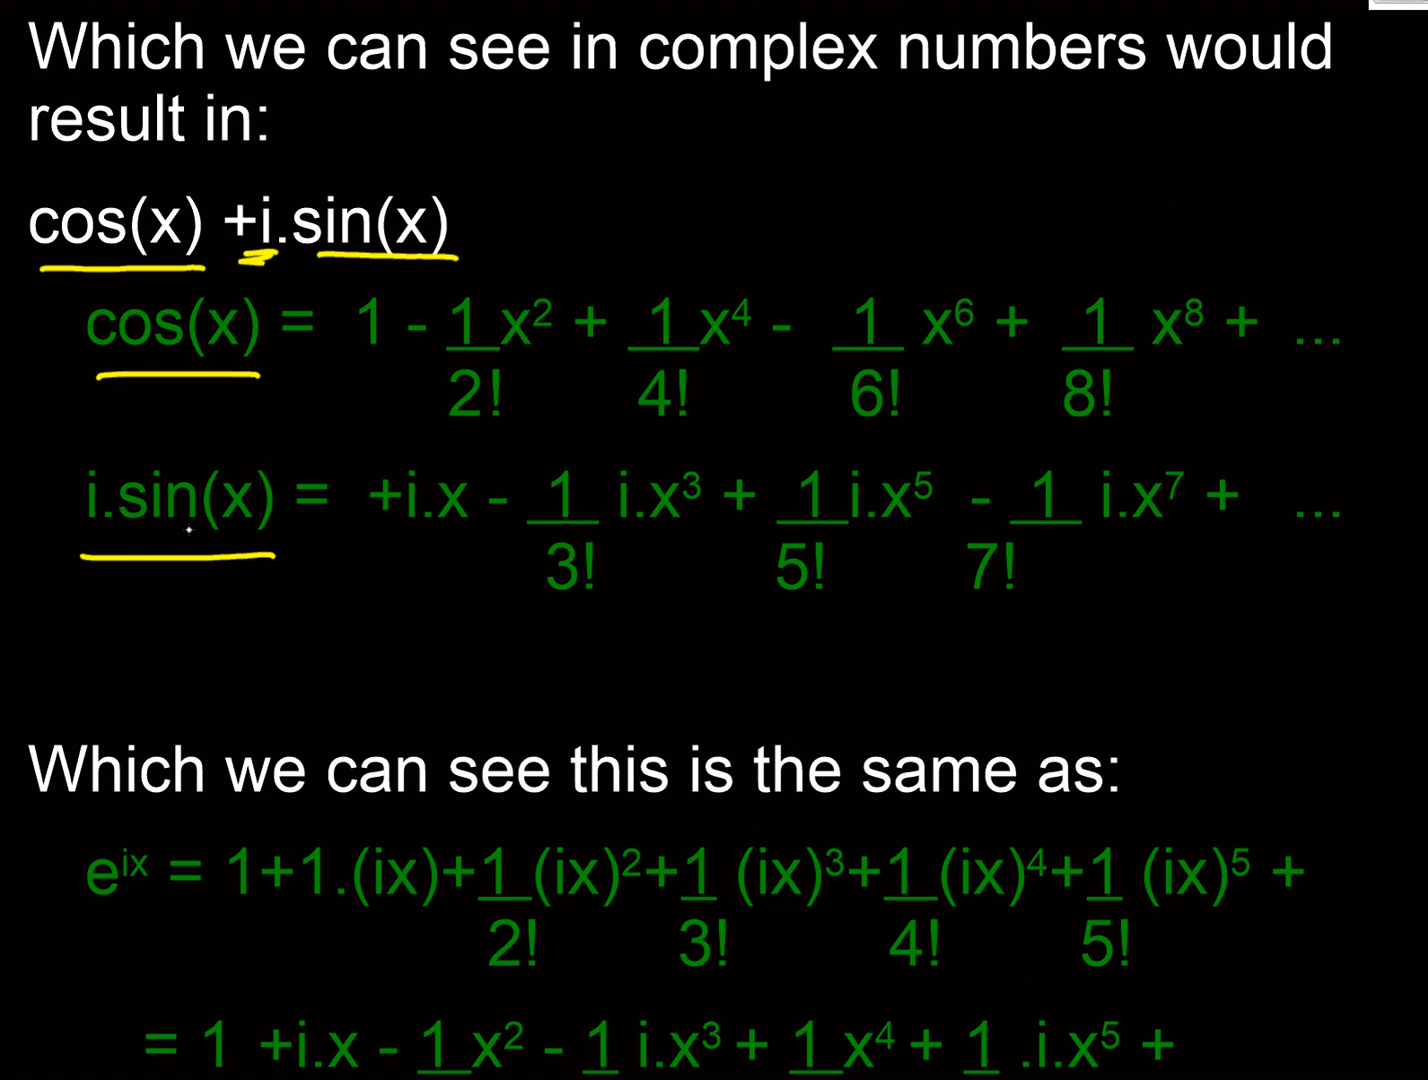 Which we can see in complex numbers would
result in:
cos(x) +i.sin(x)
cos(x) = 1 - 1 x² + 1 x⁴ - 1 x⁶ + 1 x⁸ + ...
2! 4! 6! 8!
i.sin(x) = +i.x - 1 i.x³ + 1 i.x⁵ - 1 i.x⁷ + ...
3! 5! 7!
Which we can see this is the same as:
eⁱˣ = 1+1.(ix)+1 (ix)²+1 (ix)³+1 (ix)⁴+1 (ix)⁵ +
2! 3! 4! 5!
= 1 +i.x - 1 x² - 1 i.x³ + 1 x⁴ + 1 .i.x⁵ +